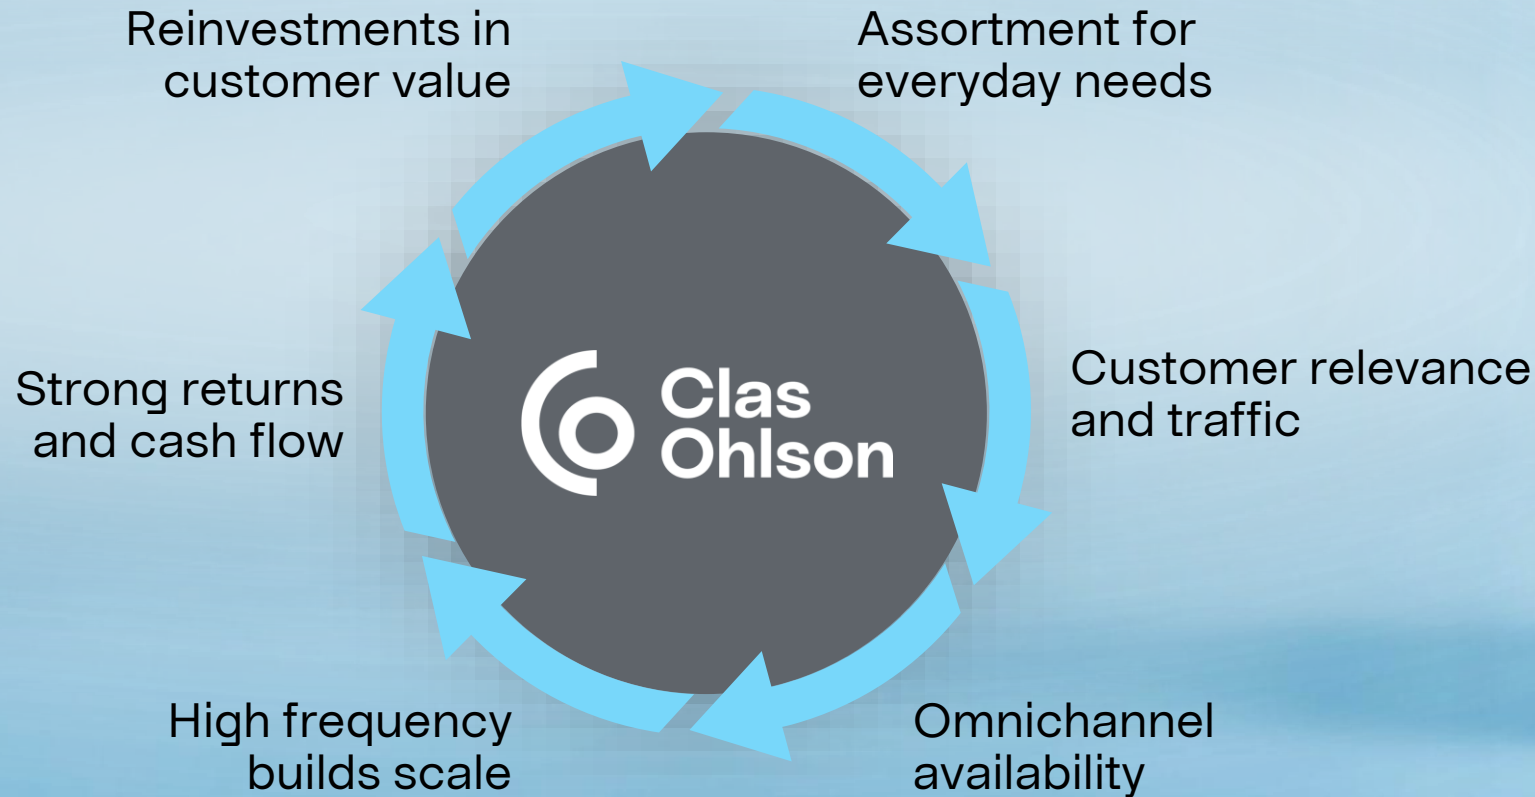 Reinvestments in
customer value
Assortment for
everyday needs
Customer relevance
and traffic
Omnichannel
availability
High frequency
builds scale
Strong returns
and cash flow
Clas
Ohlson